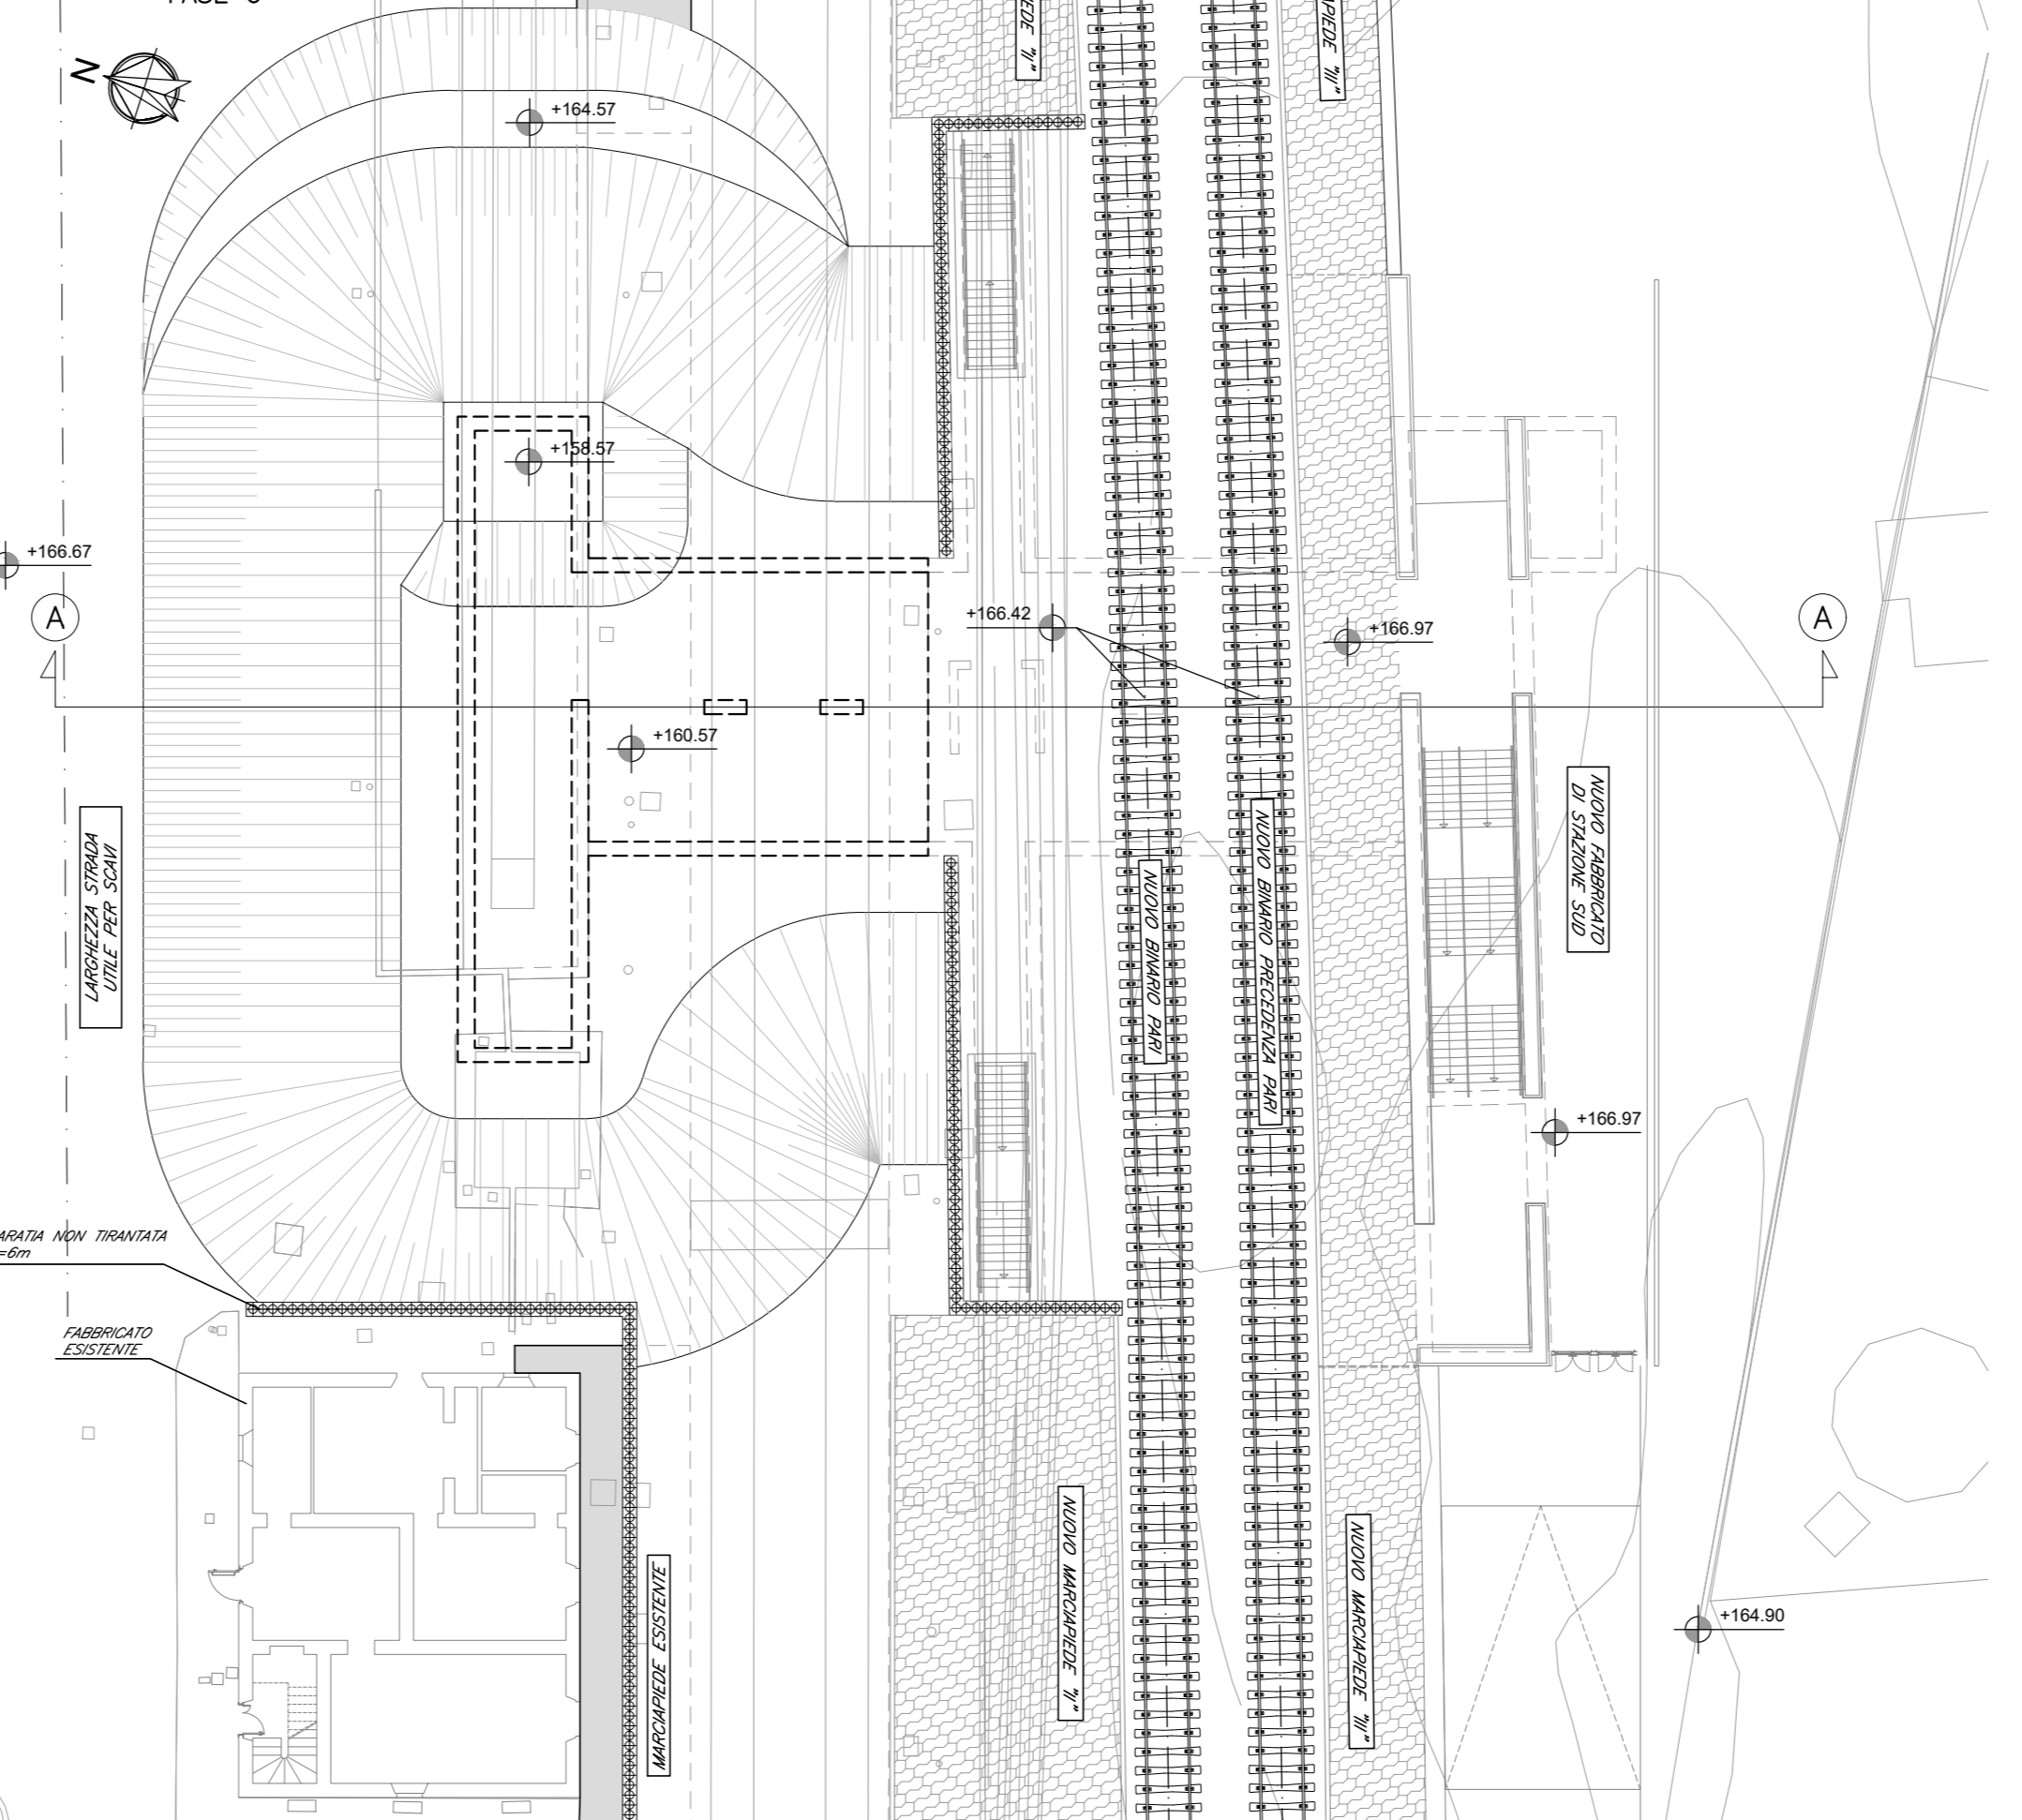 N
+164.57
+158.57
+166.67
A
+166.42
+166.97
A
+160.57
LARGHEZZA STRADA
UTILE PER SCAVI
NUOVO BINARIO PARI
NUOVO BINARIO PRECEDENZA PARI
NUOVO FABBRICATO
DI STAZIONE SUD
+166.97
NON TIRANTATA
=6m
FABBRICATO
ESISTENTE
MARCIAPIEDE ESISTENTE
NUOVO MARCIAPIEDE "II"
NUOVO MARCIAPIEDE "III"
+164.90